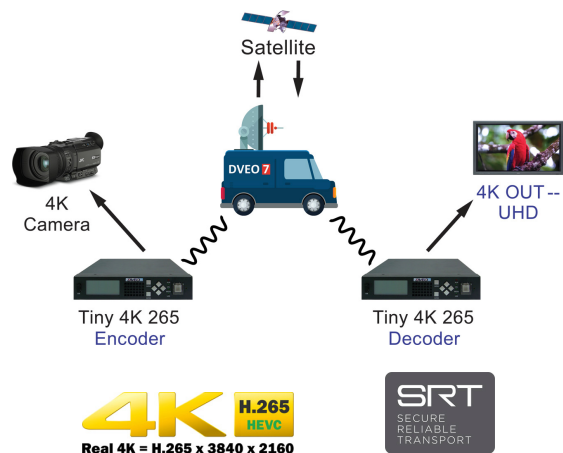 Satellite
DVEO 7
4K
Camera
4K OUT--
UHD
Tiny 4K 265
Encoder
Tiny 4K 265
Decoder
4K
H.265
HEVC
Real 4K = H.265 x 3840 x 2160
SRT
SECURE
RELIABLE
TRANSPORT